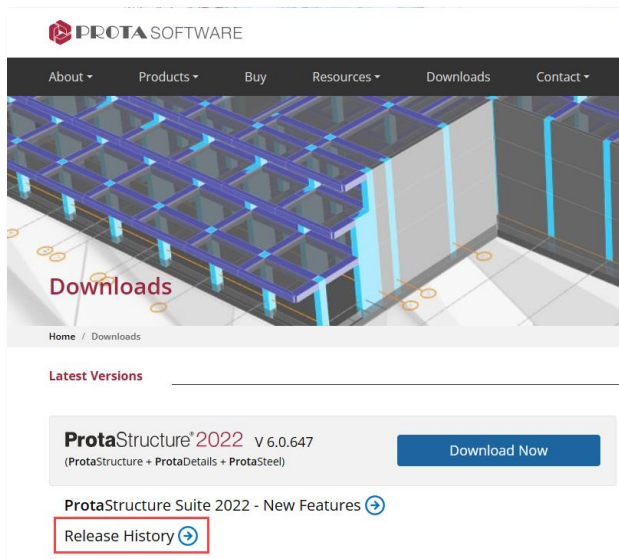 PROTA SOFTWARE
About Products Buy Resources Downloads Contact
Downloads
Home / Downloads
Latest Versions
ProtaStructure® 2022 V 6.0.647
Download Now
(ProtaStructure + ProtaDetails + ProtaSteel)
ProtaStructure Suite 2022 - New Features
Release History